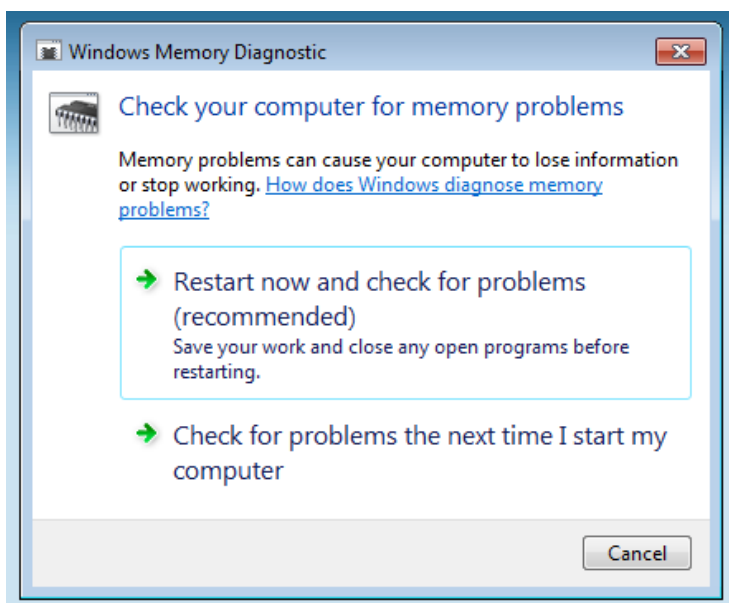 Windows Memory Diagnostic
Check your computer for memory problems
Memory problems can cause your computer to lose information
or stop working. How does Windows diagnose memory
problems?
Restart now and check for problems
(recommended)
Save your work and close any open programs before
restarting.
Check for problems the next time I start my
computer
Cancel